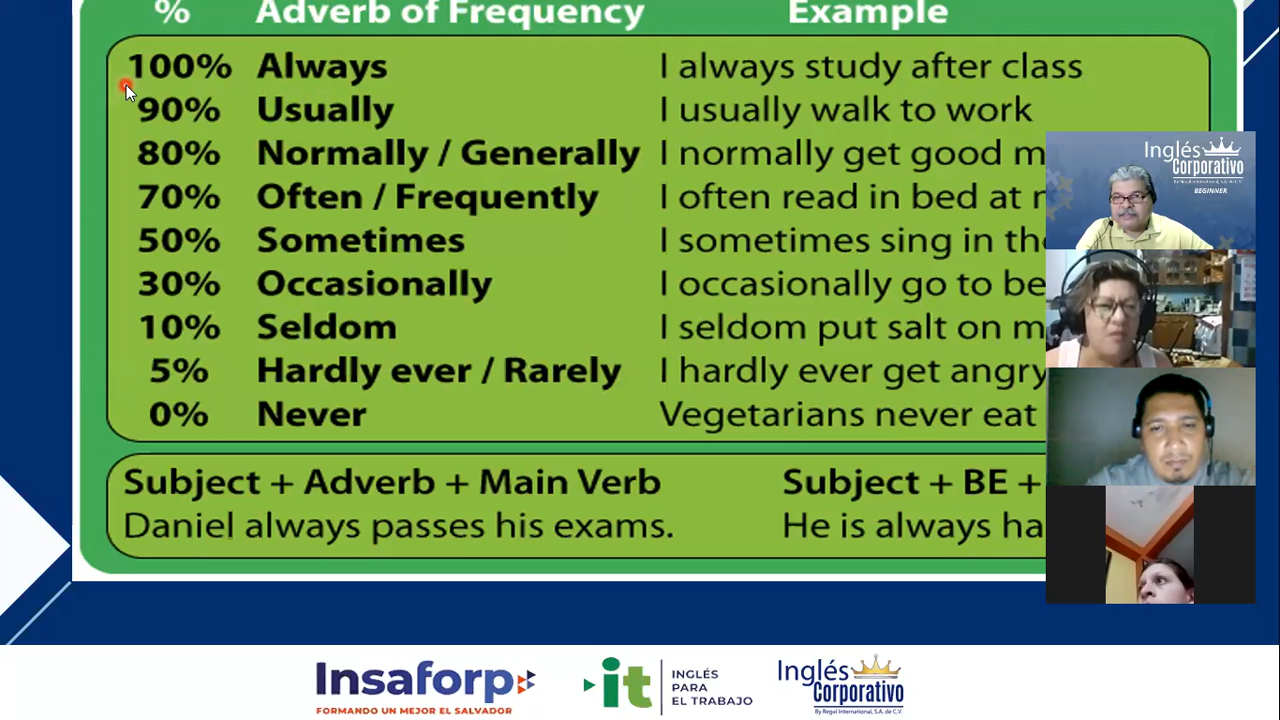 % Adverb of Frequency Example
100% Always I always study after class
90% Usually I usually walk to work
80% Normally / Generally I normally get good m
70% Often / Frequently I often read in bed at
50% Sometimes I sometimes sing in the
30% Occasionally I occasionally go to be
10% Seldom I seldom put salt on m
5% Hardly ever / Rarely I hardly ever get angry
0% Never Vegetarians never eat
Subject + Adverb + Main Verb Subject + BE +
Daniel always passes his exams. He is always ha
Inglés
Corporativo
By Regal International, S.A. de C.V.
BEGINNER
Insaforp
FORMANDO UN MEJOR EL SALVADOR
it
INGLÉS
PARA
EL TRABAJO
Inglés
Corporativo
By Regal International, S.A. de C.V.